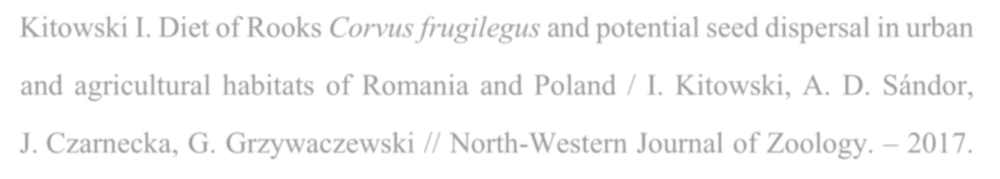 Kitowski I. Diet of Rooks Corvus frugilegus and potential seed dispersal in urban
and agricultural habitats of Romania and Poland / I. Kitowski, A. D. Sándor,
J. Czarnecka, G. Grzywaczewski // North-Western Journal of Zoology. – 2017.